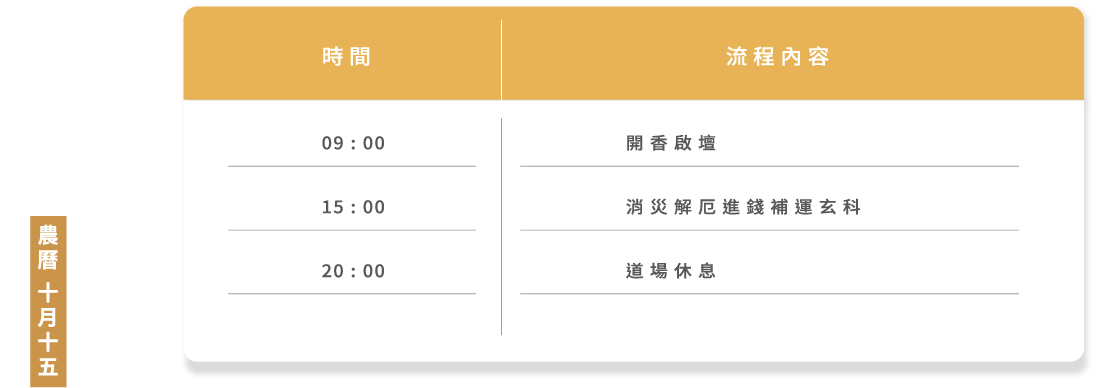 時間 流程內容
09：00 開香啟壇
15：00 消災解厄進錢補運玄科
20：00 道場休息
農曆 十月十五